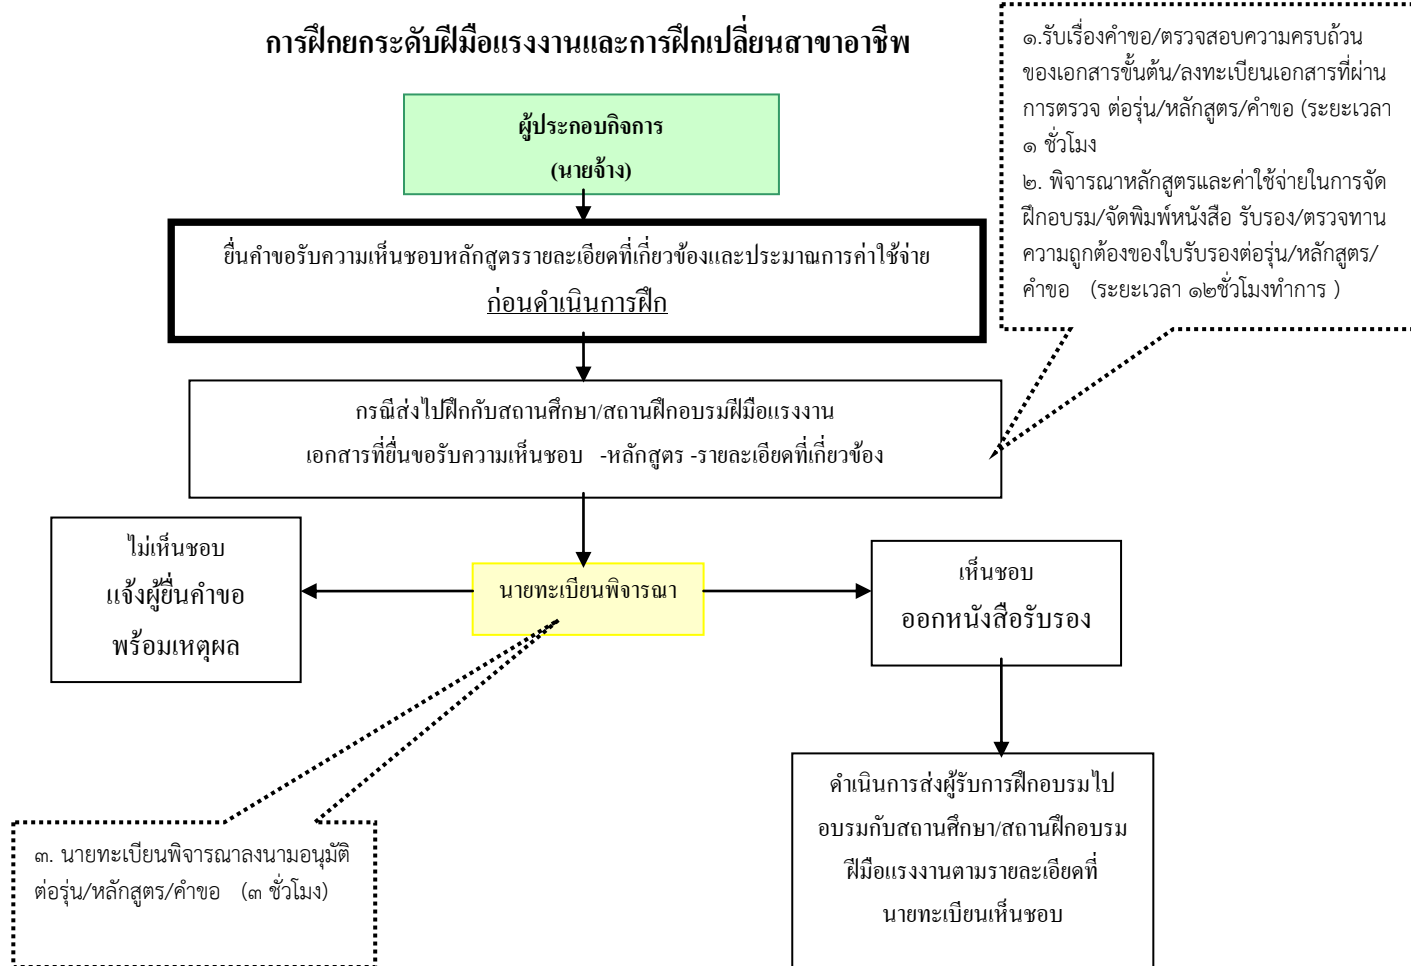 การฝึกยกระดับฝีมือแรงงานและการฝึกเปลี่ยนสาขาอาชีพ
ผู้ประกอบกิจการ
(นายจ้าง)
ยื่นคำขอรับความเห็นชอบหลักสูตรรายละเอียดที่เกี่ยวข้องและประมาณการค่าใช้จ่าย
ก่อนดำเนินการฝึก
๑.รับเรื่องคำขอ/ตรวจสอบความครบถ้วน
ของเอกสารขั้นต้น/ลงทะเบียนเอกสารที่ผ่าน
การตรวจ ต่อรุ่น/หลักสูตร/คำขอ (ระยะเวลา
๑ ชั่วโมง
๒. พิจารณาหลักสูตรและค่าใช้จ่ายในการจัด
ฝึกอบรม/จัดพิมพ์หนังสือ รับรอง/ตรวจทาน
ความถูกต้องของใบรับรองต่อรุ่น/หลักสูตร/
คำขอ (ระยะเวลา ๑๒ชั่วโมงทำการ )
กรณีส่งไปฝึกกับสถานศึกษา/สถานฝึกอบรมฝีมือแรงงาน
เอกสารที่ยื่นขอรับความเห็นชอบ -หลักสูตร -รายละเอียดที่เกี่ยวข้อง
ไม่เห็นชอบ
แจ้งผู้ยื่นคำขอ
พร้อมเหตุผล
นายทะเบียนพิจารณา
เห็นชอบ
ออกหนังสือรับรอง
ดำเนินการส่งผู้รับการฝึกอบรมไป
อบรมกับสถานศึกษา/สถานฝึกอบรม
ฝีมือแรงงานตามรายละเอียดที่
นายทะเบียนเห็นชอบ
๓. นายทะเบียนพิจารณาลงนามอนุมัติ
ต่อรุ่น/หลักสูตร/คำขอ (๓ ชั่วโมง)